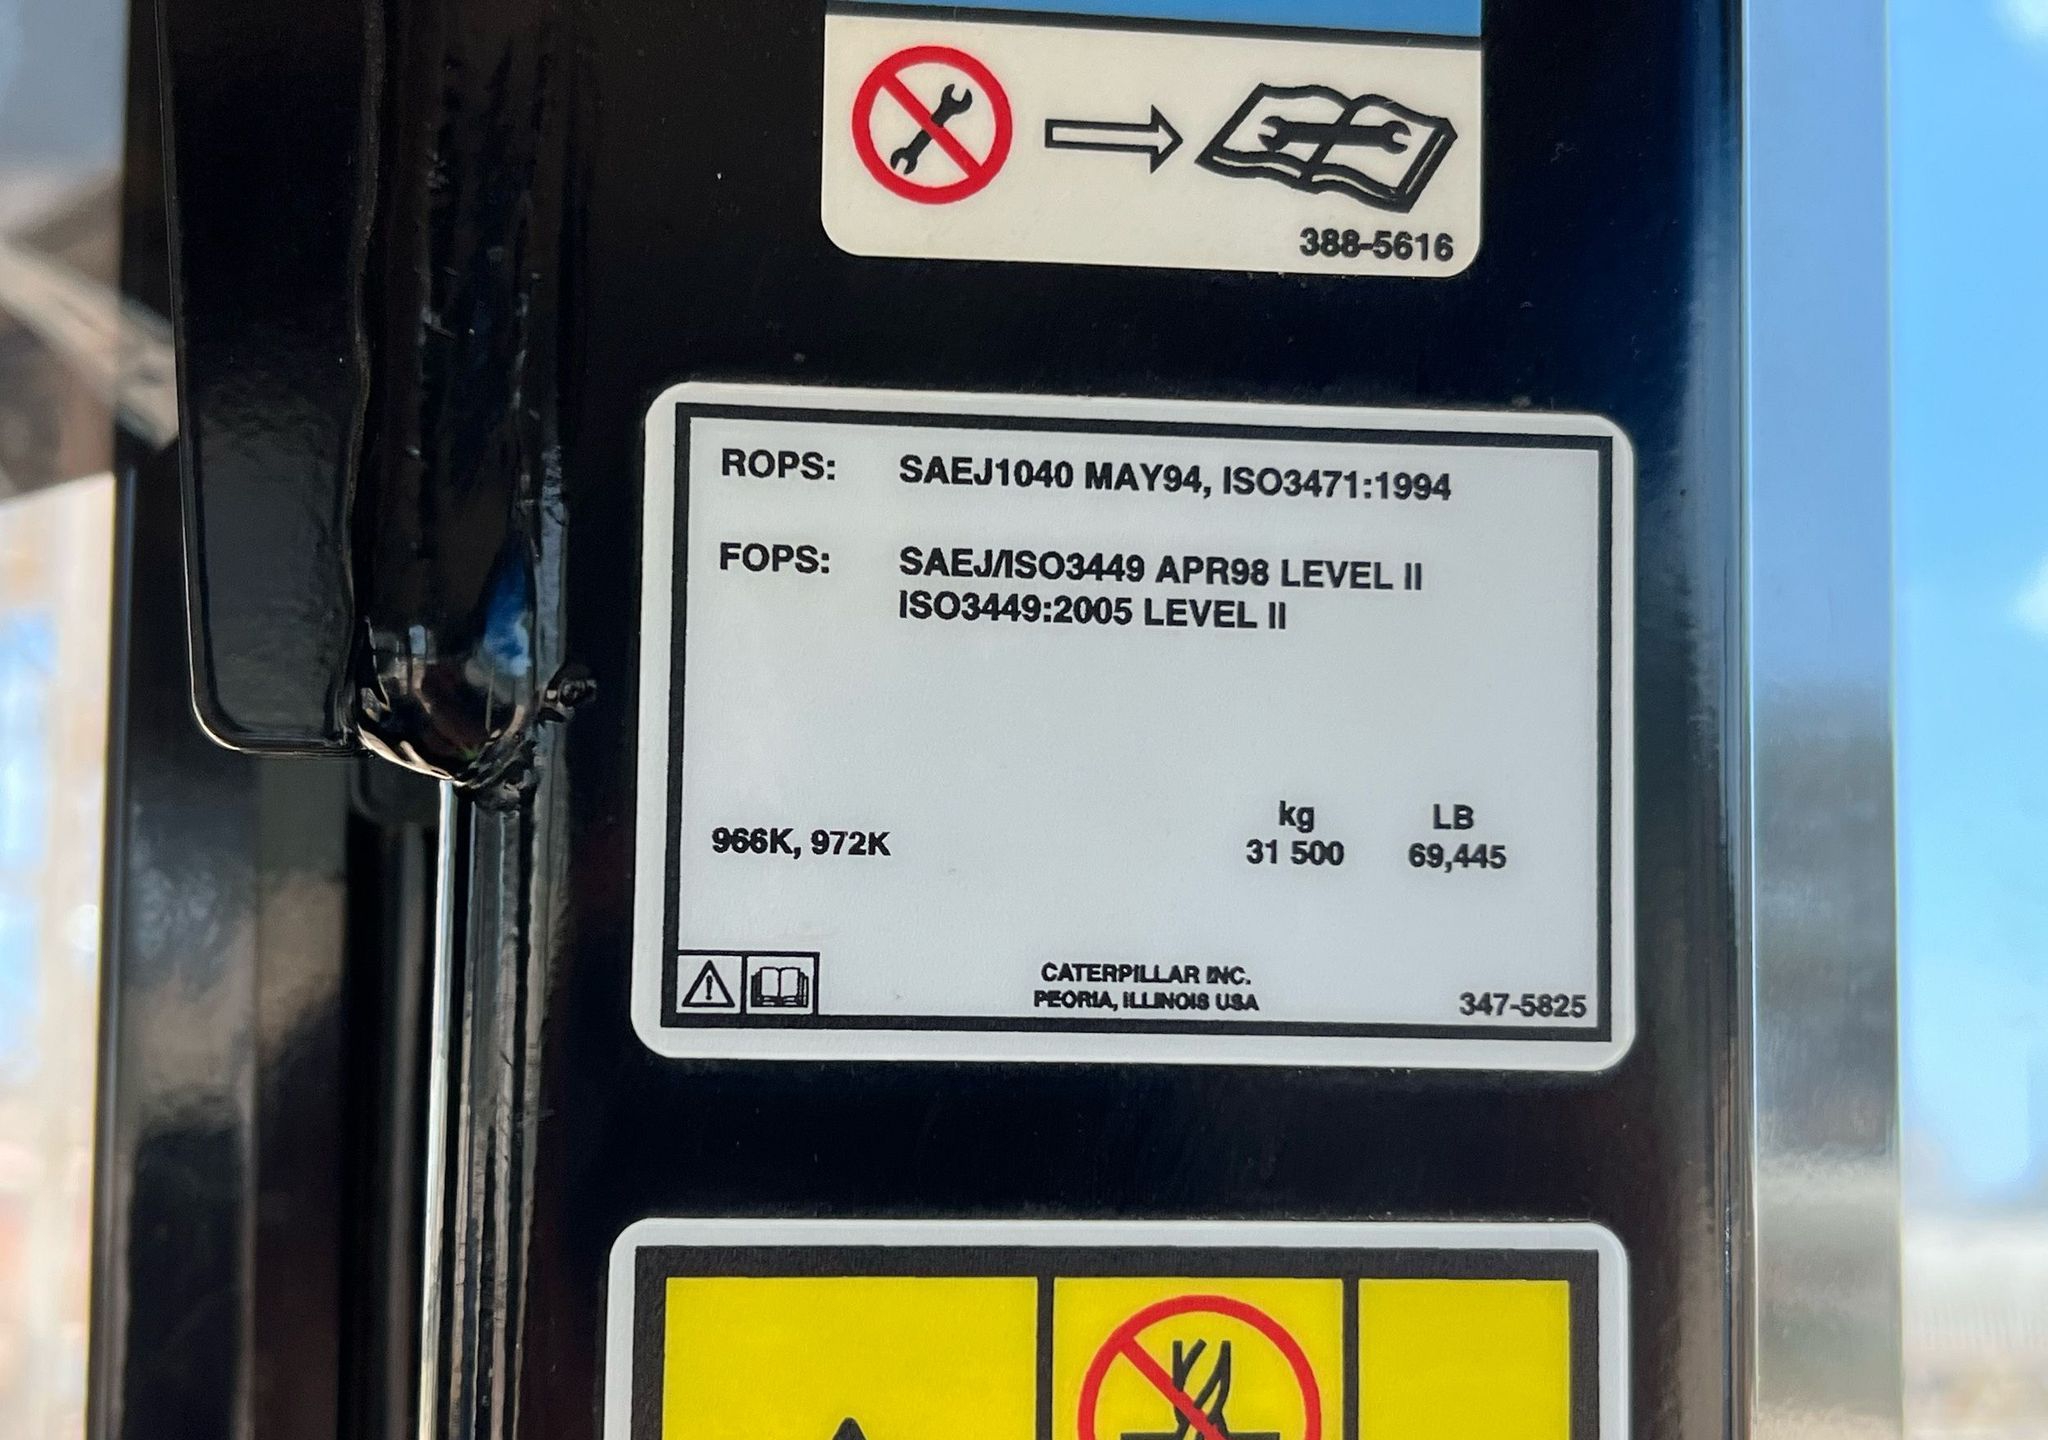 388-5616
ROPS: SAEJ1040 MAY94, ISO3471:1994
FOPS: SAEJ/ISO3449 APR98 LEVEL II
ISO3449:2005 LEVEL II
kg LB
966K, 972K 31 500 69,445
CATERPILLAR INC.
PEORIA, ILLINOIS USA
347-5825